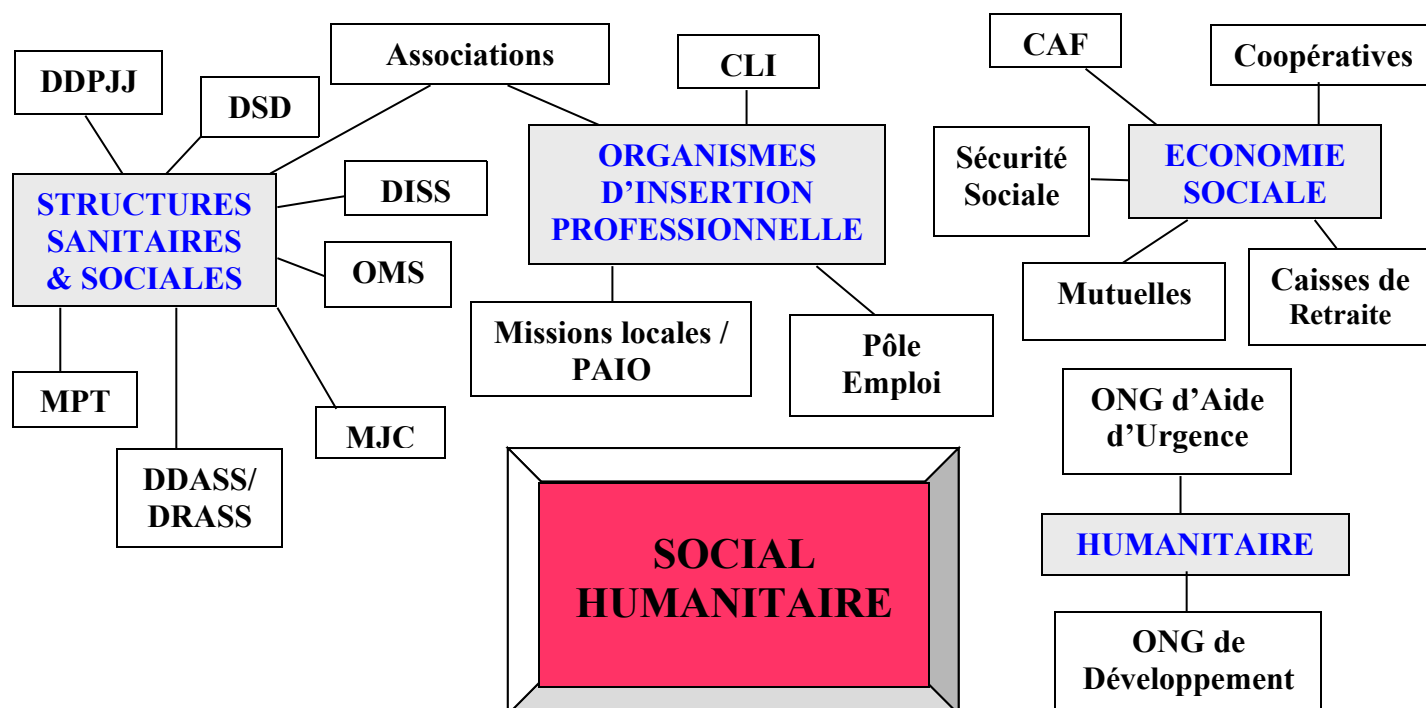 DDPJJ
DSD
Associations
CLI
CAF
Coopératives
STRUCTURES
SANITAIRES
& SOCIALES
DISS
OMS
ORGANISMES
D’INSERTION
PROFESSIONNELLE
Sécurité
Sociale
ECONOMIE
SOCIALE
Mutuelles
Caisses de
Retraite
MPT
DDASS/
DRASS
MJC
Missions locales /
PAIO
Pôle
Emploi
ONG d’Aide
d’Urgence
SOCIAL
HUMANITAIRE
HUMANITAIRE
ONG de
Développement